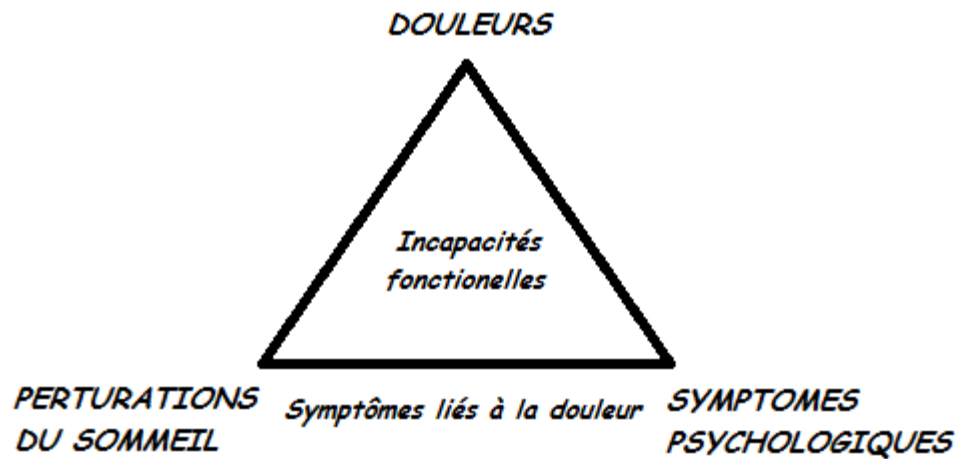 DOULEURS
Incapacités
fonctionelles
PERTURATIONS
DU SOMMEIL
Symptômes liés à la douleur
SYMPTOMES
PSYCHOLOGIQUES